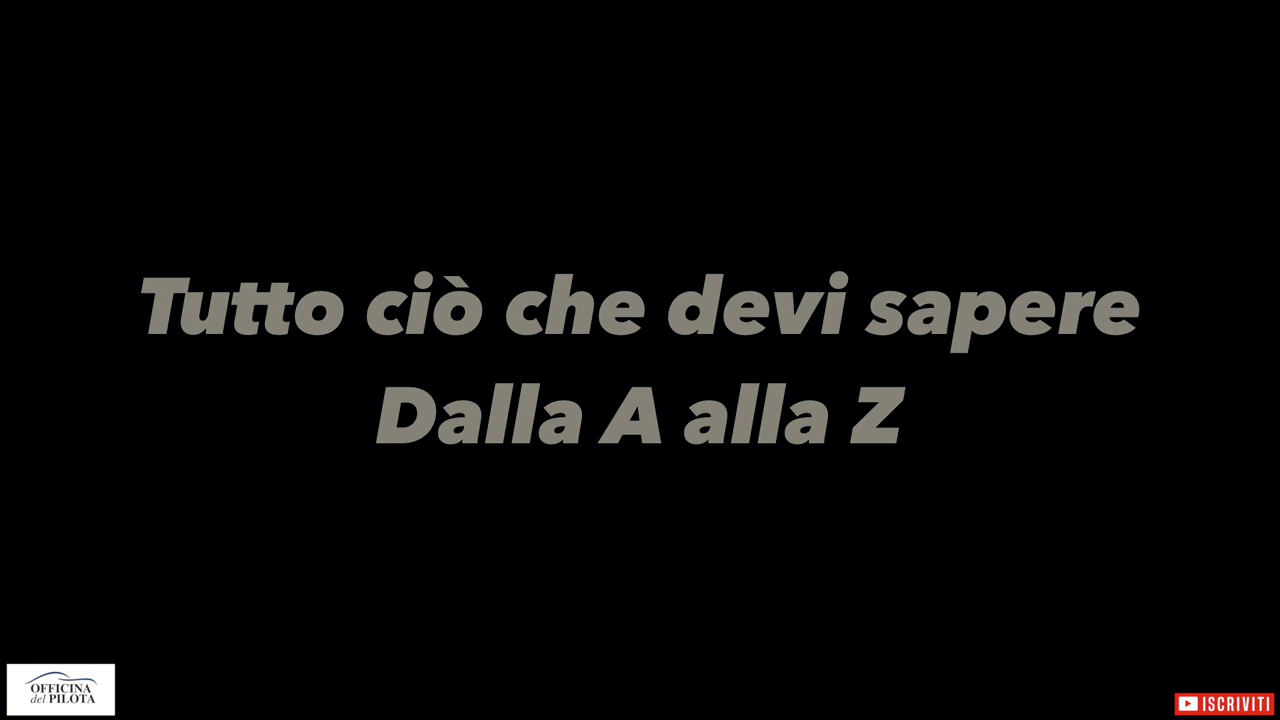 Tutto ciò che devi sapere
Dalla A alla Z
OFFICINA
del PILOTA
ISCRIVITI